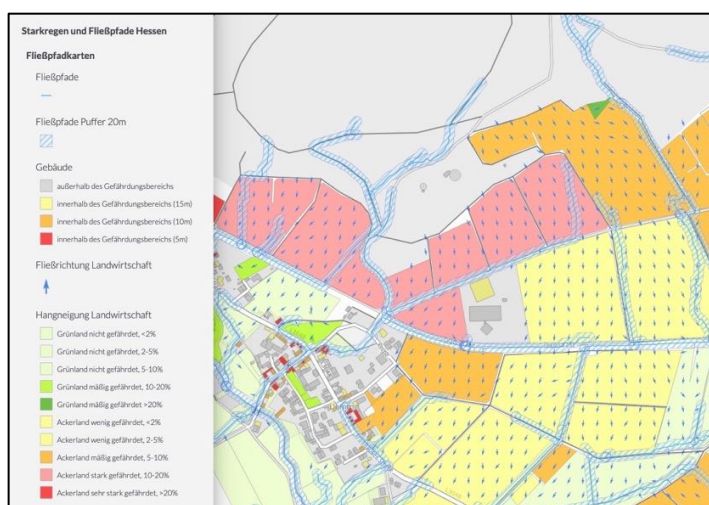 Starkregen und Fließpfade Hessen
Fließpfadkarten
Fließpfade
Fließpfade Puffer 20m
Gebäude
außerhalb des Gefährdungsbereichs
innerhalb des Gefährdungsbereichs (15m)
innerhalb des Gefährdungsbereichs (10m)
innerhalb des Gefährdungsbereichs (5m)
Fließrichtung Landwirtschaft
Hangneigung Landwirtschaft
Grünland nicht gefährdet, <2%
Grünland nicht gefährdet, 2-5%
Grünland nicht gefährdet, 5-10%
Grünland mäßig gefährdet, 10-20%
Grünland mäßig gefährdet >20%
Ackerland wenig gefährdet, <2%
Ackerland wenig gefährdet, 2-5%
Ackerland mäßig gefährdet, 5-10%
Ackerland stark gefährdet, 10-20%
Ackerland sehr stark gefährdet, >20%